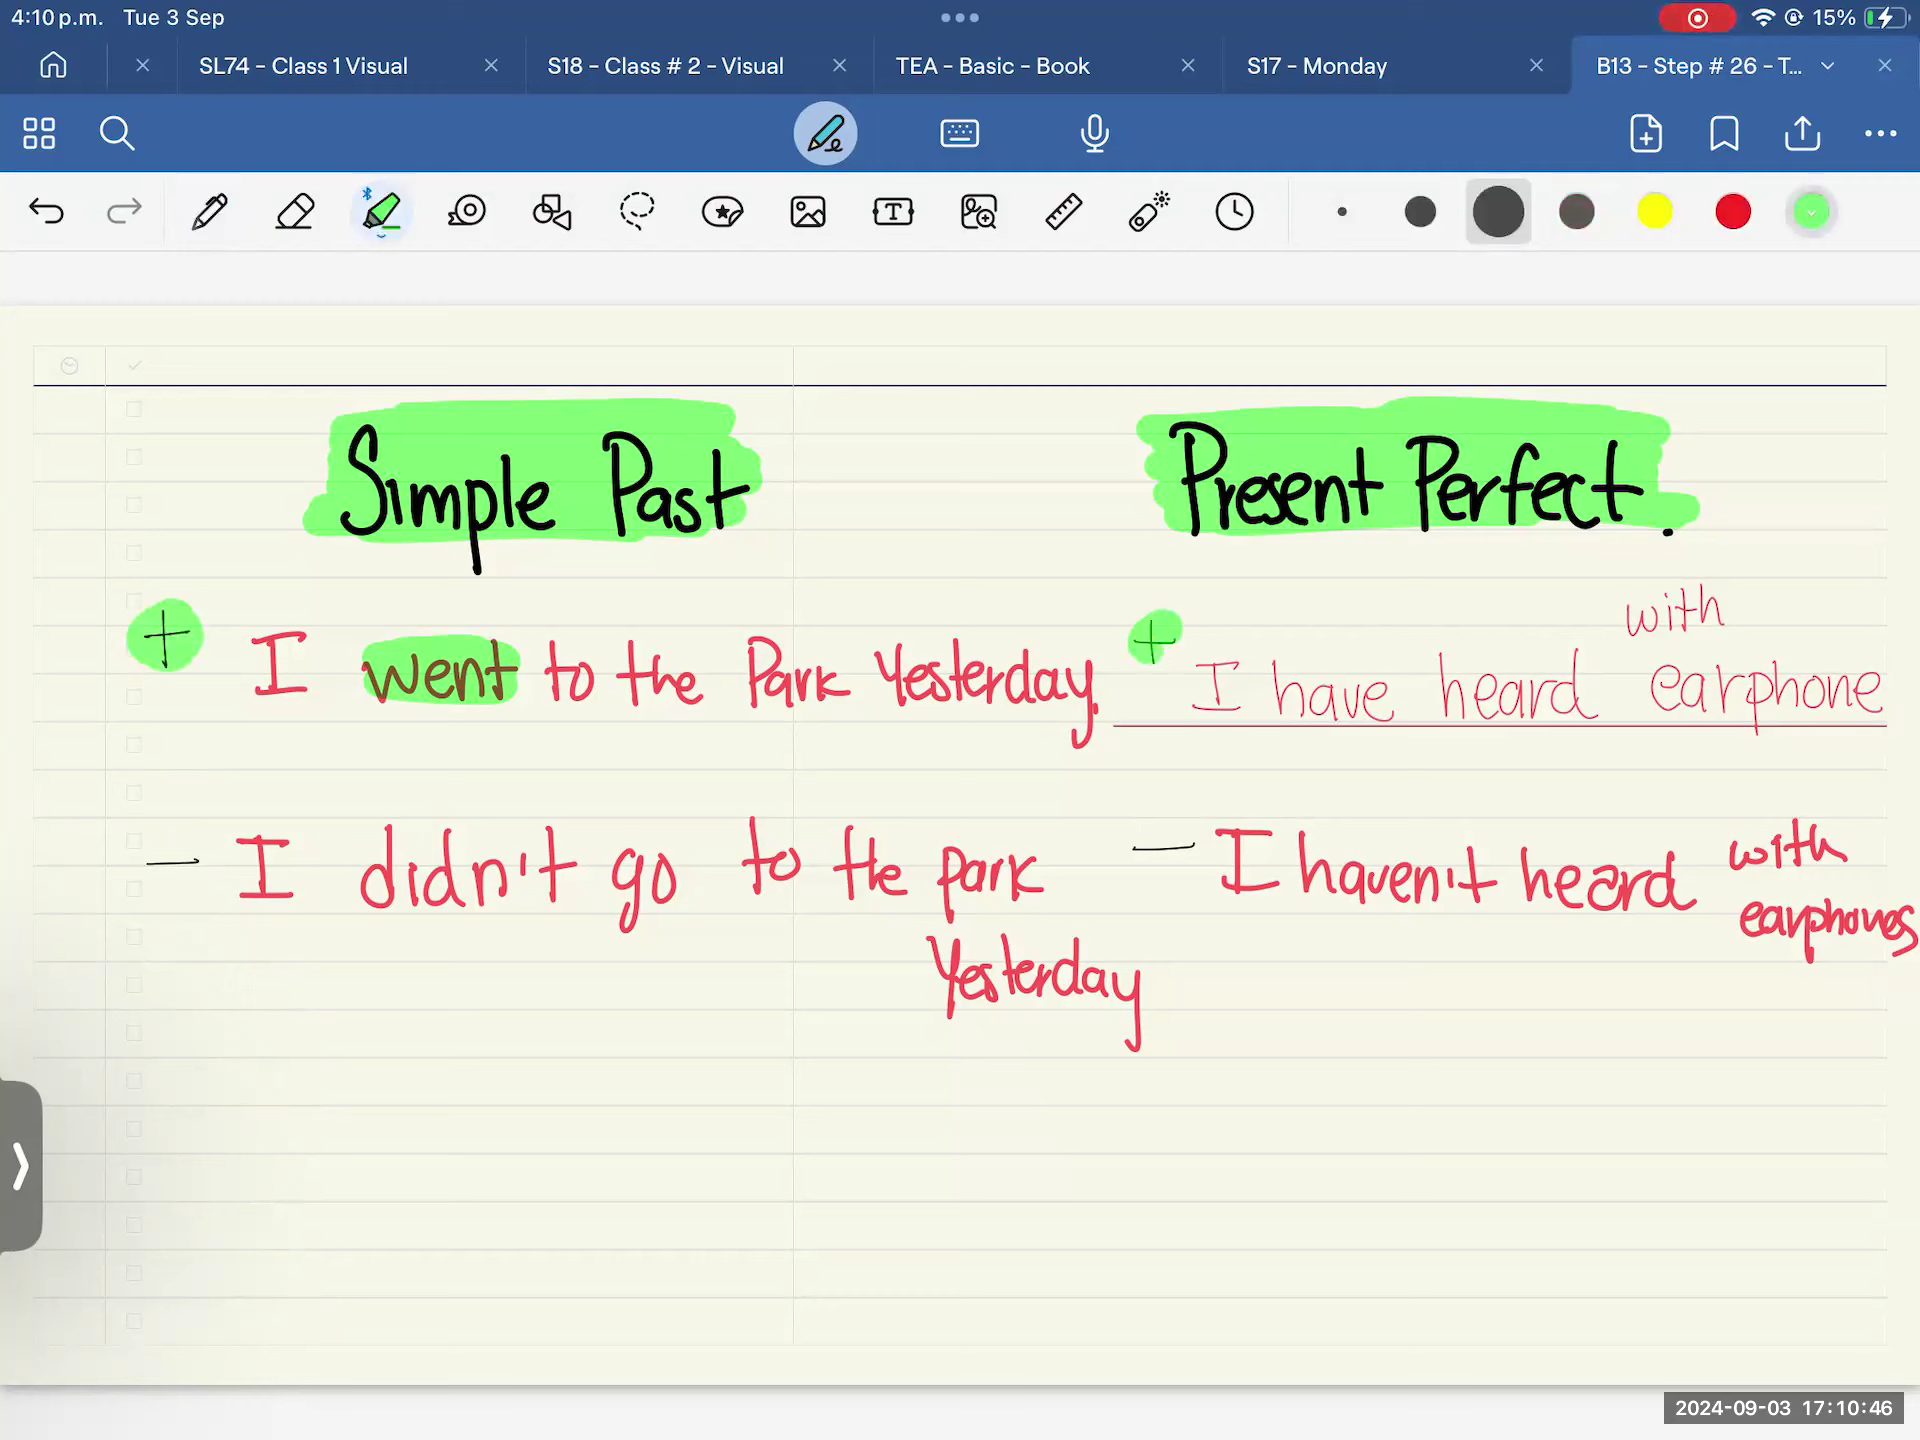 4:10 p.m. Tue 3 Sep
15%
SL74 - Class 1 Visual
S18 - Class # 2 - Visual
TEA - Basic - Book
S17 - Monday
B13 - Step # 26 - T...
Simple Past
Present Perfect.
+ I went to the Park Yesterday.
+ I have heard with earphone
- I didn't go to the park
Yesterday
- I haven't heard with
earphones
2024-09-03 17:10:46